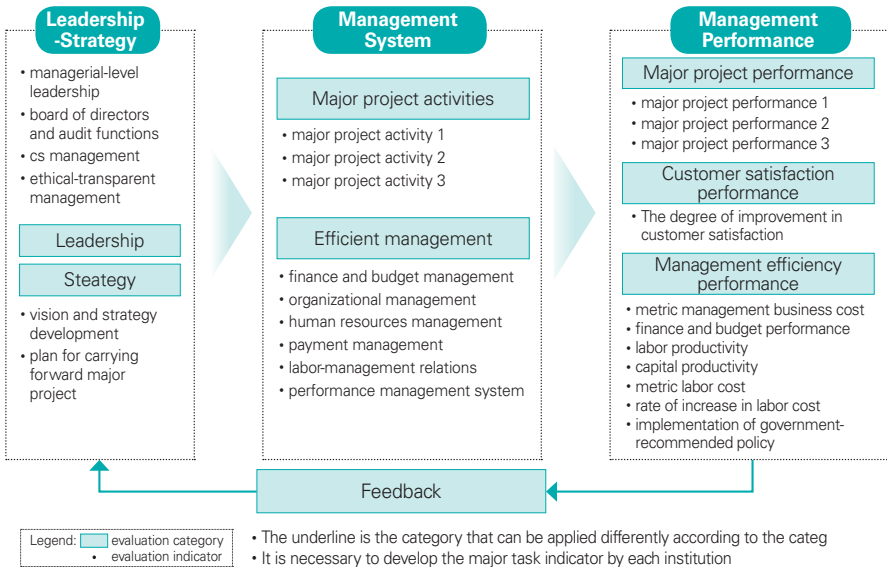 Leadership
-Strategy
• managerial-level
leadership
• board of directors
and audit functions
• cs management
• ethical-transparent
management
Leadership
Steategy
• vision and strategy
development
• plan for carrying
forward major
project
Management
System
Major project activities
• major project activity 1
• major project activity 2
• major project activity 3
Efficient management
• finance and budget management
• organizational management
• human resources management
• payment management
• labor-management relations
• performance management system
Management
Performance
Major project performance
• major project performance 1
• major project performance 2
• major project performance 3
Customer satisfaction
performance
• The degree of improvement in
customer satisfaction
Management efficiency
performance
• metric management business cost
• finance and budget performance
• labor productivity
• capital productivity
• metric labor cost
• rate of increase in labor cost
• implementation of government-
recommended policy
Feedback
Legend: evaluation category
• evaluation indicator
• The underline is the category that can be applied differently according to the categ
• It is necessary to develop the major task indicator by each institution